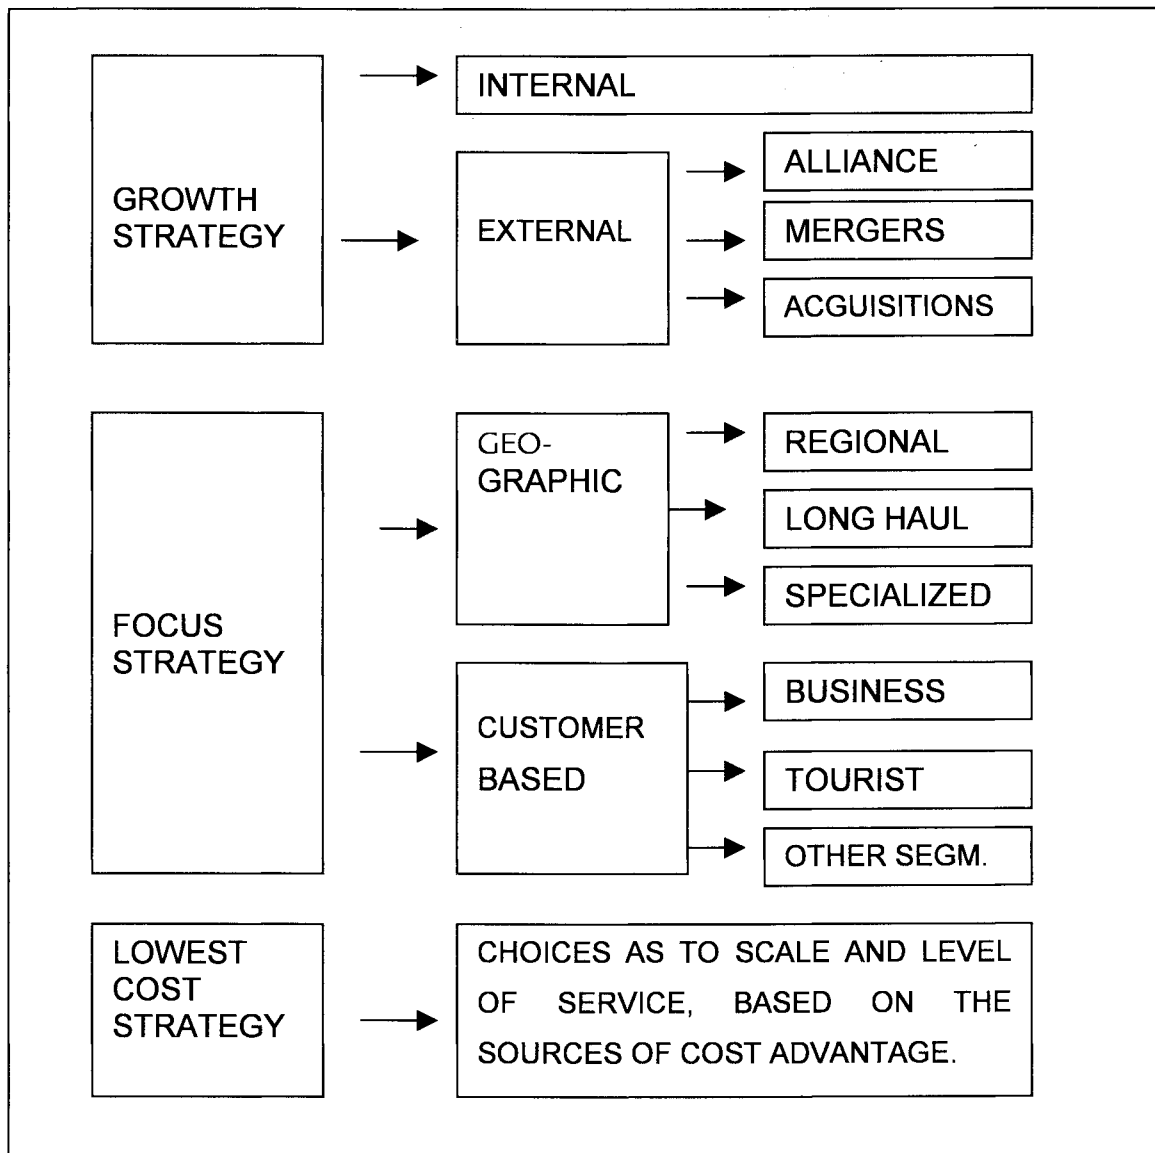 INTERNAL
GROWTH
STRATEGY
EXTERNAL
ALLIANCE
MERGERS
ACGUISITIONS
FOCUS
STRATEGY
GEO-
GRAPHIC
REGIONAL
LONG HAUL
SPECIALIZED
CUSTOMER
BASED
BUSINESS
TOURIST
OTHER SEGM.
LOWEST
COST
STRATEGY
CHOICES AS TO SCALE AND LEVEL
OF SERVICE, BASED ON THE
SOURCES OF COST ADVANTAGE.